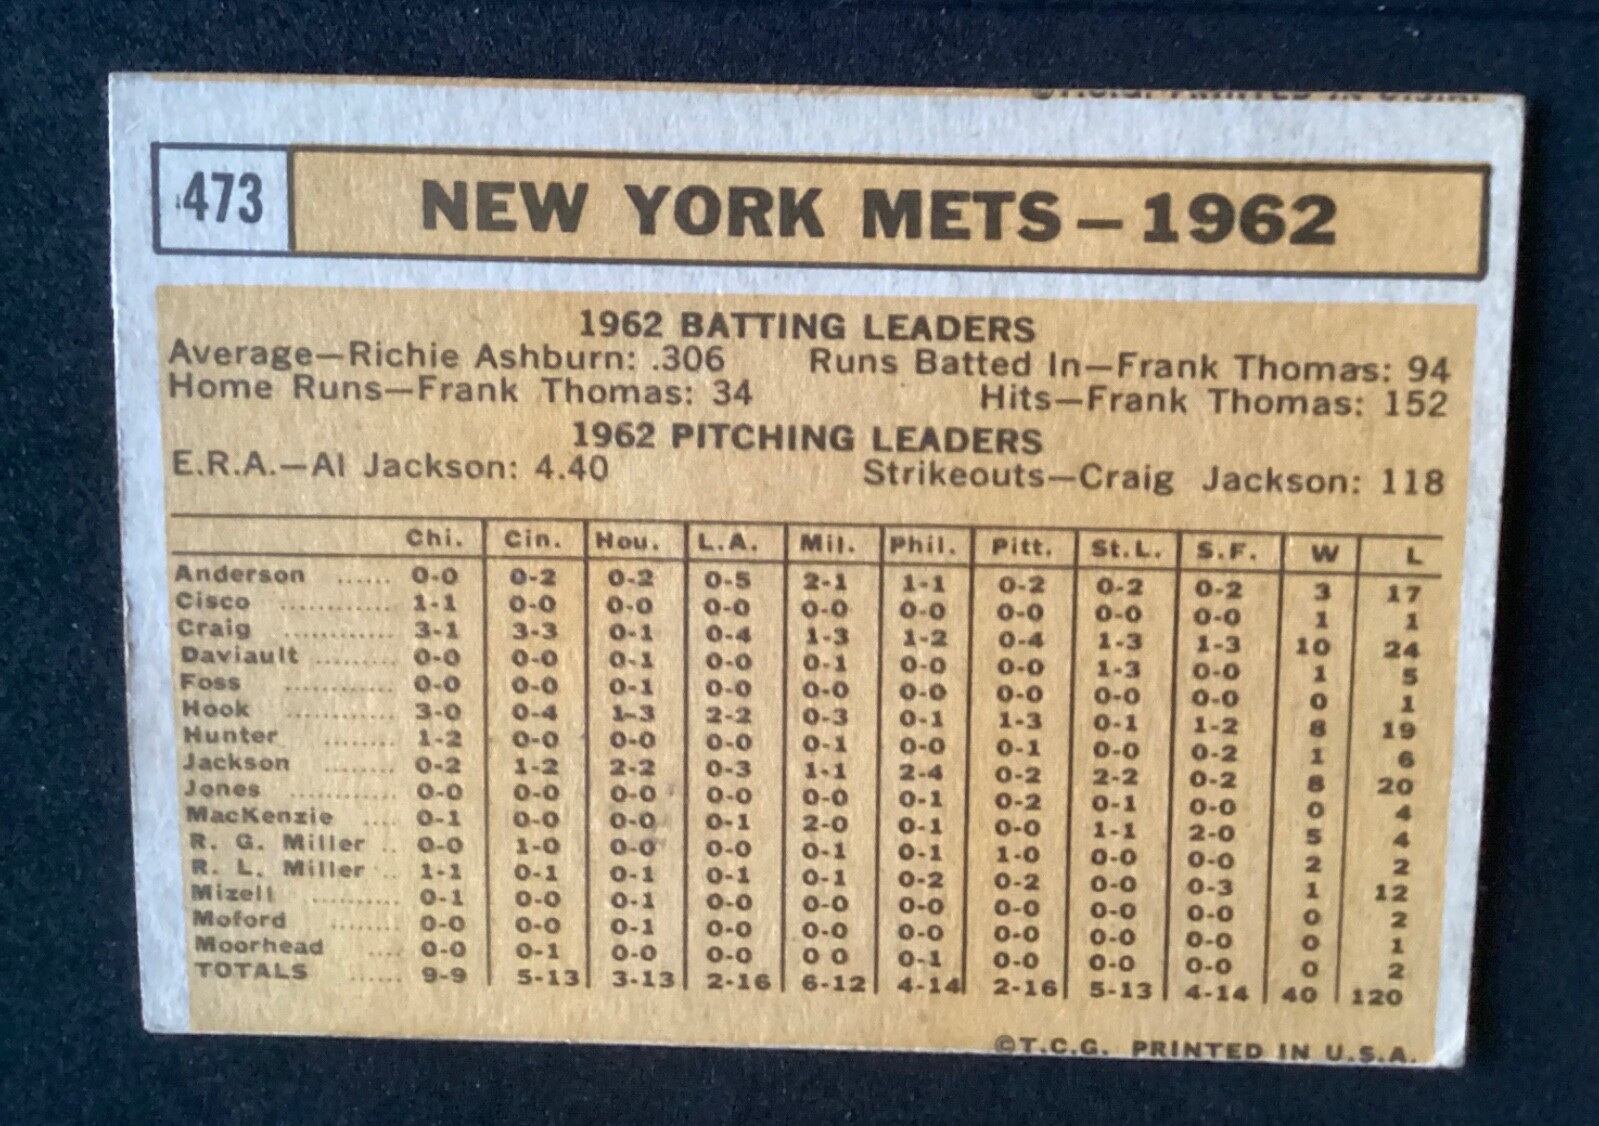 473 NEW YORK METS – 1962
1962 BATTING LEADERS
Average—Richie Ashburn: .306 Runs Batted In—Frank Thomas: 94
Home Runs—Frank Thomas: 34 Hits—Frank Thomas: 152
1962 PITCHING LEADERS
E.R.A.—Al Jackson: 4.40 Strikeouts—Craig Jackson: 118
Chi. Cin. Hou. L.A. Mil. Phil. Pitt. St.L. S.F. W L
Anderson ...... 0-0 0-2 0-2 0-5 2-1 1-1 0-2 0-2 0-2 3 17
Cisco ............ 1-1 0-0 0-0 0-0 0-0 0-0 0-0 0-0 0-0 1 1
Craig ............ 3-1 3-3 0-1 0-4 1-3 1-2 0-4 1-3 1-3 10 24
Daviault ......... 0-0 0-0 0-1 0-0 0-1 0-0 0-0 1-3 0-0 1 5
Foss ............ 0-0 0-0 0-1 0-0 0-0 0-0 0-0 0-0 0-0 0 1
Hook ............ 3-0 0-4 1-3 2-2 0-3 0-1 1-3 0-1 1-2 8 19
Hunter ........ 1-2 0-0 0-0 0-0 0-1 0-0 0-1 0-0 0-2 1 6
Jackson ........ 0-2 1-2 2-2 0-3 1-1 2-4 0-2 2-2 0-2 8 20
Jones ............ 0-0 0-0 0-0 0-0 0-0 0-1 0-2 0-1 0-0 0 4
MacKenzie .... 0-1 0-0 0-0 0-1 2-0 0-1 0-0 1-1 2-0 5 4
R. G. Miller .. 0-0 1-0 0-0 0-0 0-1 0-1 1-0 0-0 0-0 2 2
R. L. Miller .. 1-1 0-1 0-1 0-1 0-1 0-2 0-2 0-0 0-3 1 12
Mizell .......... 0-1 0-0 0-1 0-0 0-0 0-0 0-0 0-0 0-0 0 2
Moford ........ 0-0 0-0 0-1 0-0 0-0 0-0 0-0 0-0 0-0 0 1
Moorhead .... 0-0 0-1 0-0 0-0 0 0 0-1 0-0 0-0 0-0 0 2
TOTALS ...... 9-9 5-13 3-13 2-16 6-12 4-14 2-16 5-13 4-14 40 120
©T.C.G. PRINTED IN U.S.A.